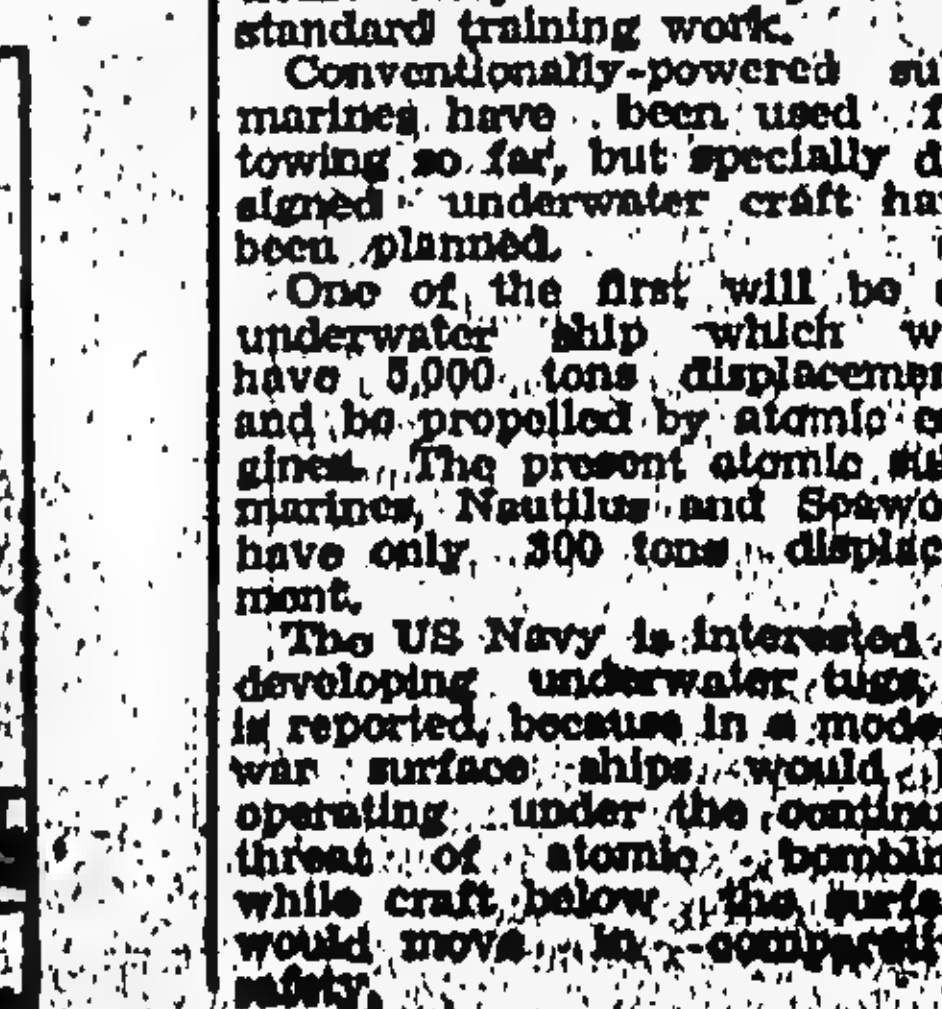 standard training work.
Conventionally-powered su
marines have been used f
towing so far, but specially d
signed underwater craft ha
been planned.
One of the first will be
underwater ship which w
have 5,000 tons displacemen
and be propelled by atomic e
gines. The present atomic su
marines, Nautilus and Seawo
have only 300 tons displac
ment.
The US Navy is interested
developing underwater tugs,
is reported, because in a mode
war surface ships would
operating under the continu
threat of atomic bombin
while craft below the surfa
would move in comparati
safety.